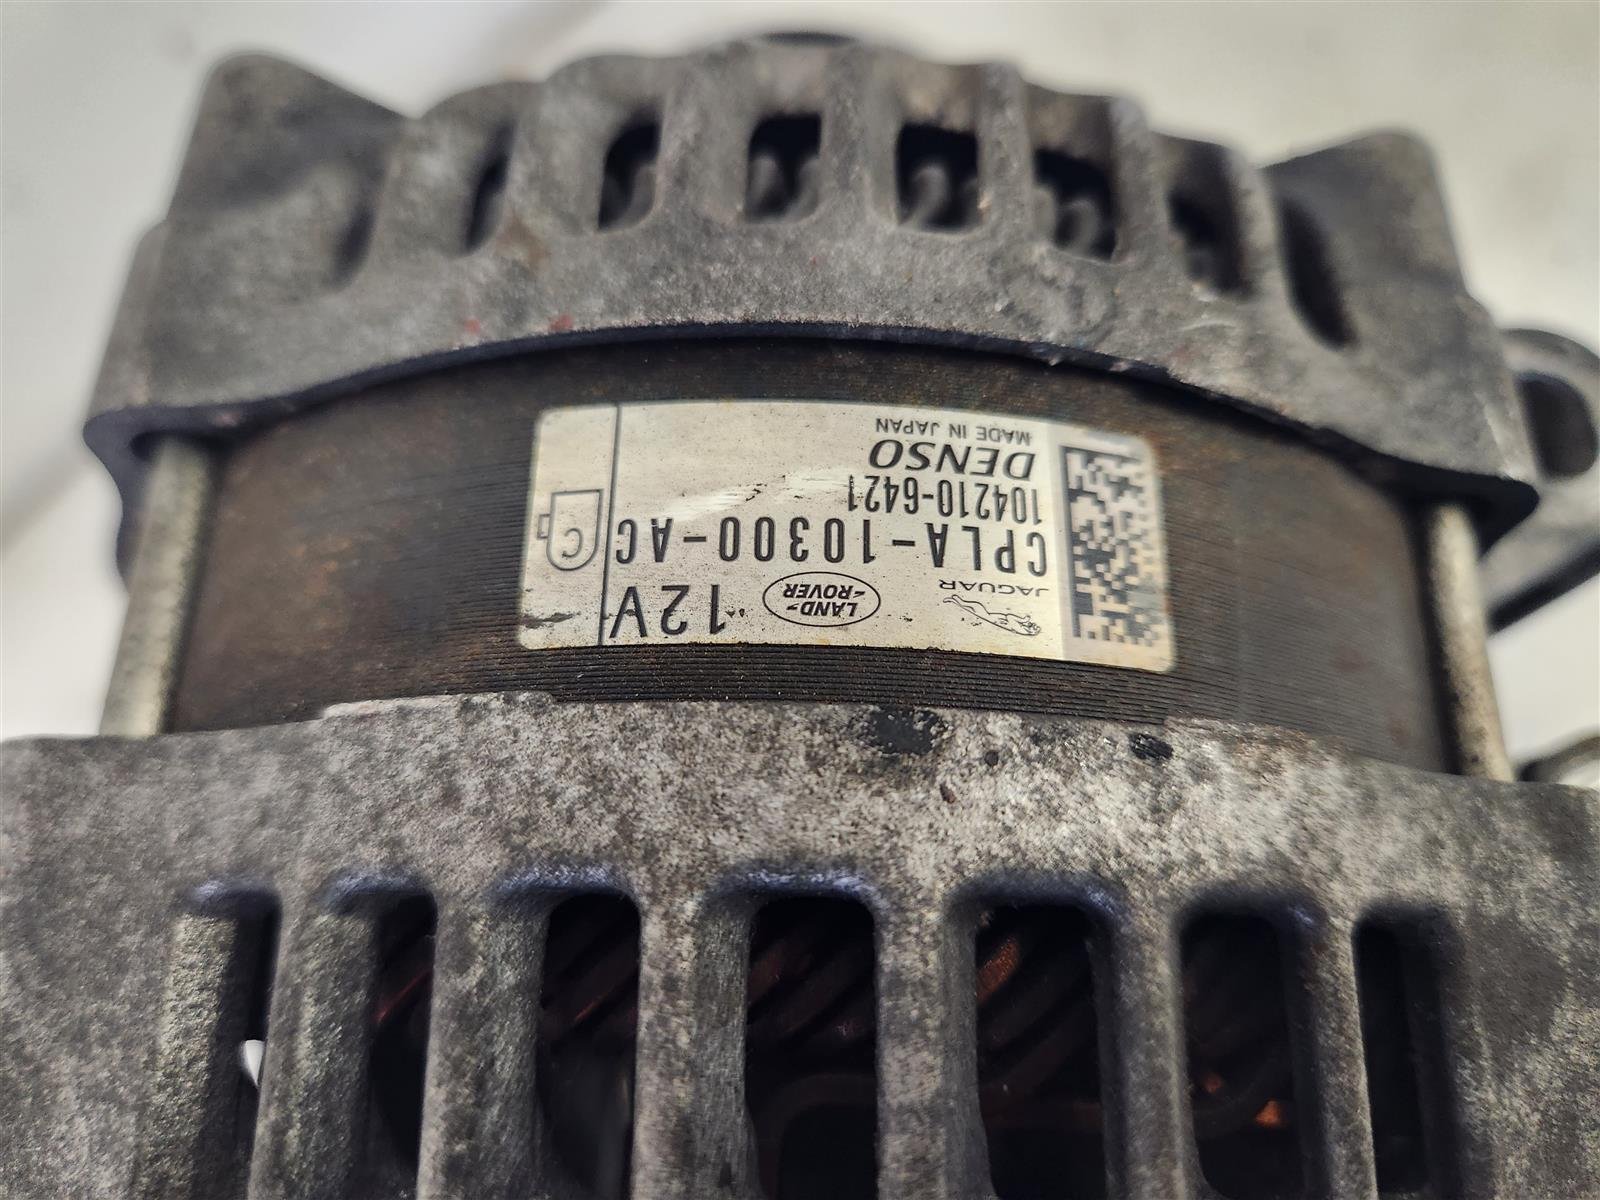 JAGUAR LAND-ROVER 12V
CPLA-10300-AC C
104210-6421
DENSO
MADE IN JAPAN